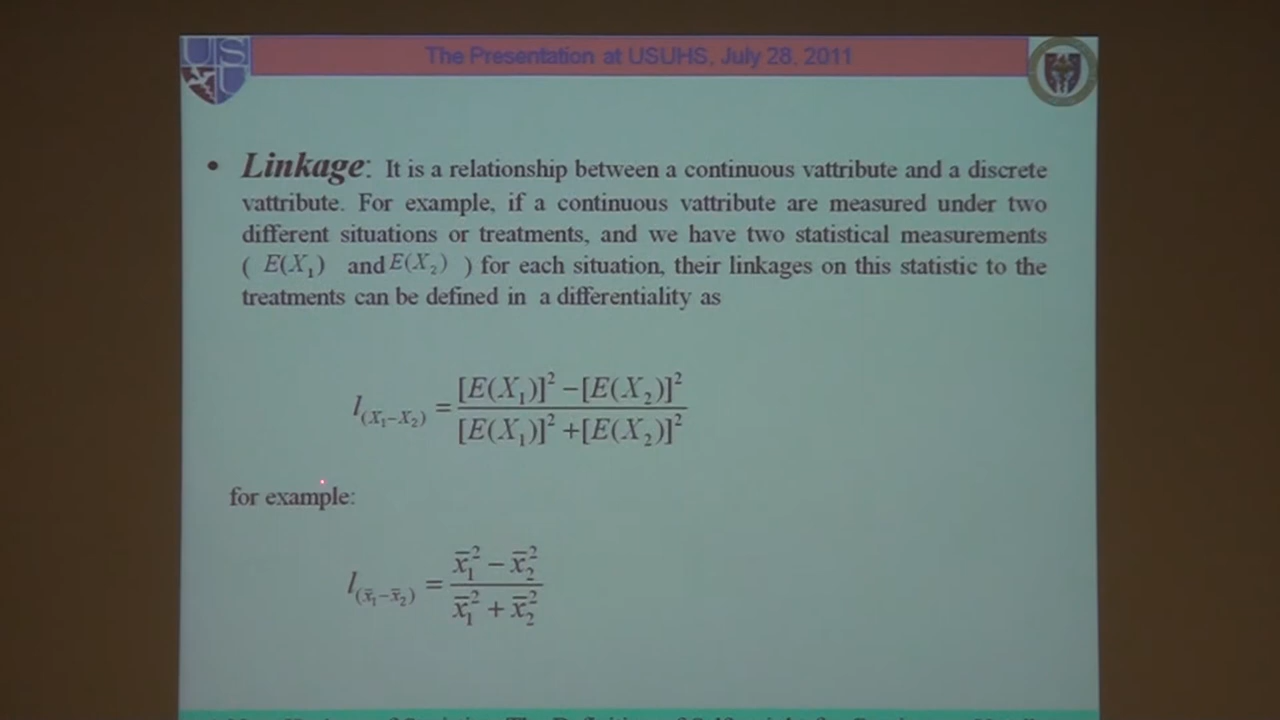 The Presentation at USUHS, July 28, 2011
US
U
• Linkage: It is a relationship between a continuous vattribute and a discrete
vattribute. For example, if a continuous vattribute are measured under two
different situations or treatments, and we have two statistical measurements
( E(X₁) and E(X₂) ) for each situation, their linkages on this statistic to the
treatments can be defined in a differentiality as
l₍X₁−X₂₎ = [E(X₁)]² −[E(X₂)]² / [E(X₁)]² +[E(X₂)]²
for example:
l₍x̄₁−x̄₂₎ = x̄₁² − x̄₂² / x̄₁² + x̄₂²